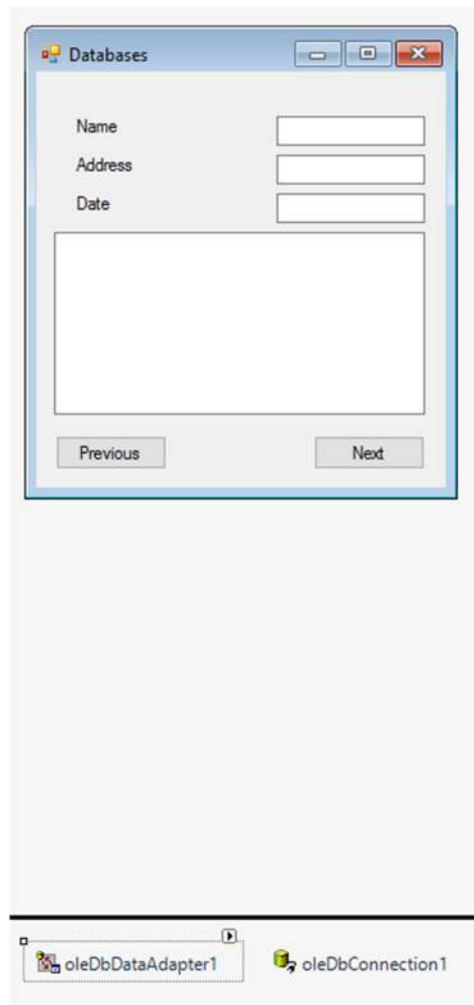 Databases
Name
Address
Date
Previous Next
oleDbDataAdapter1 oleDbConnection1